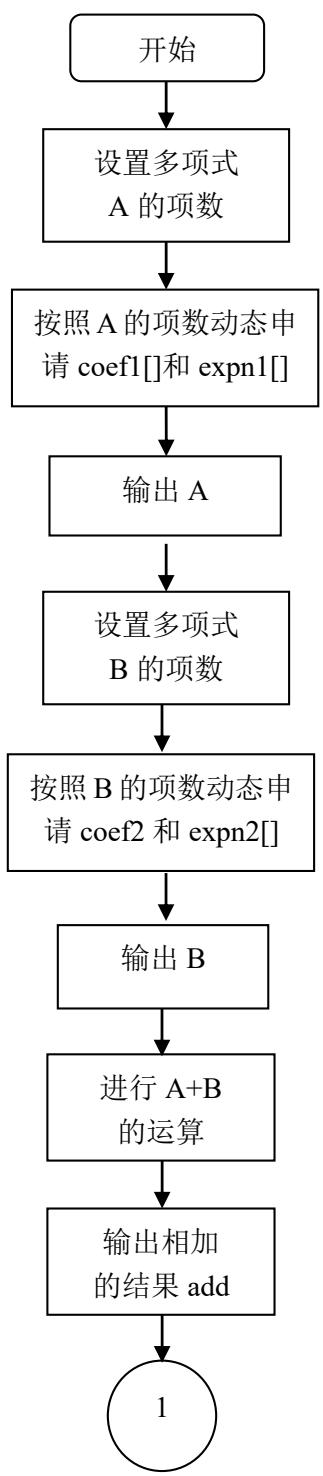 开始
设置多项式
A 的项数
按照 A 的项数动态申
请 coef1[]和 expn1[]
输出 A
设置多项式
B 的项数
按照 B 的项数动态申
请 coef2 和 expn2[]
输出 B
进行 A+B
的运算
输出相加
的结果 add
1